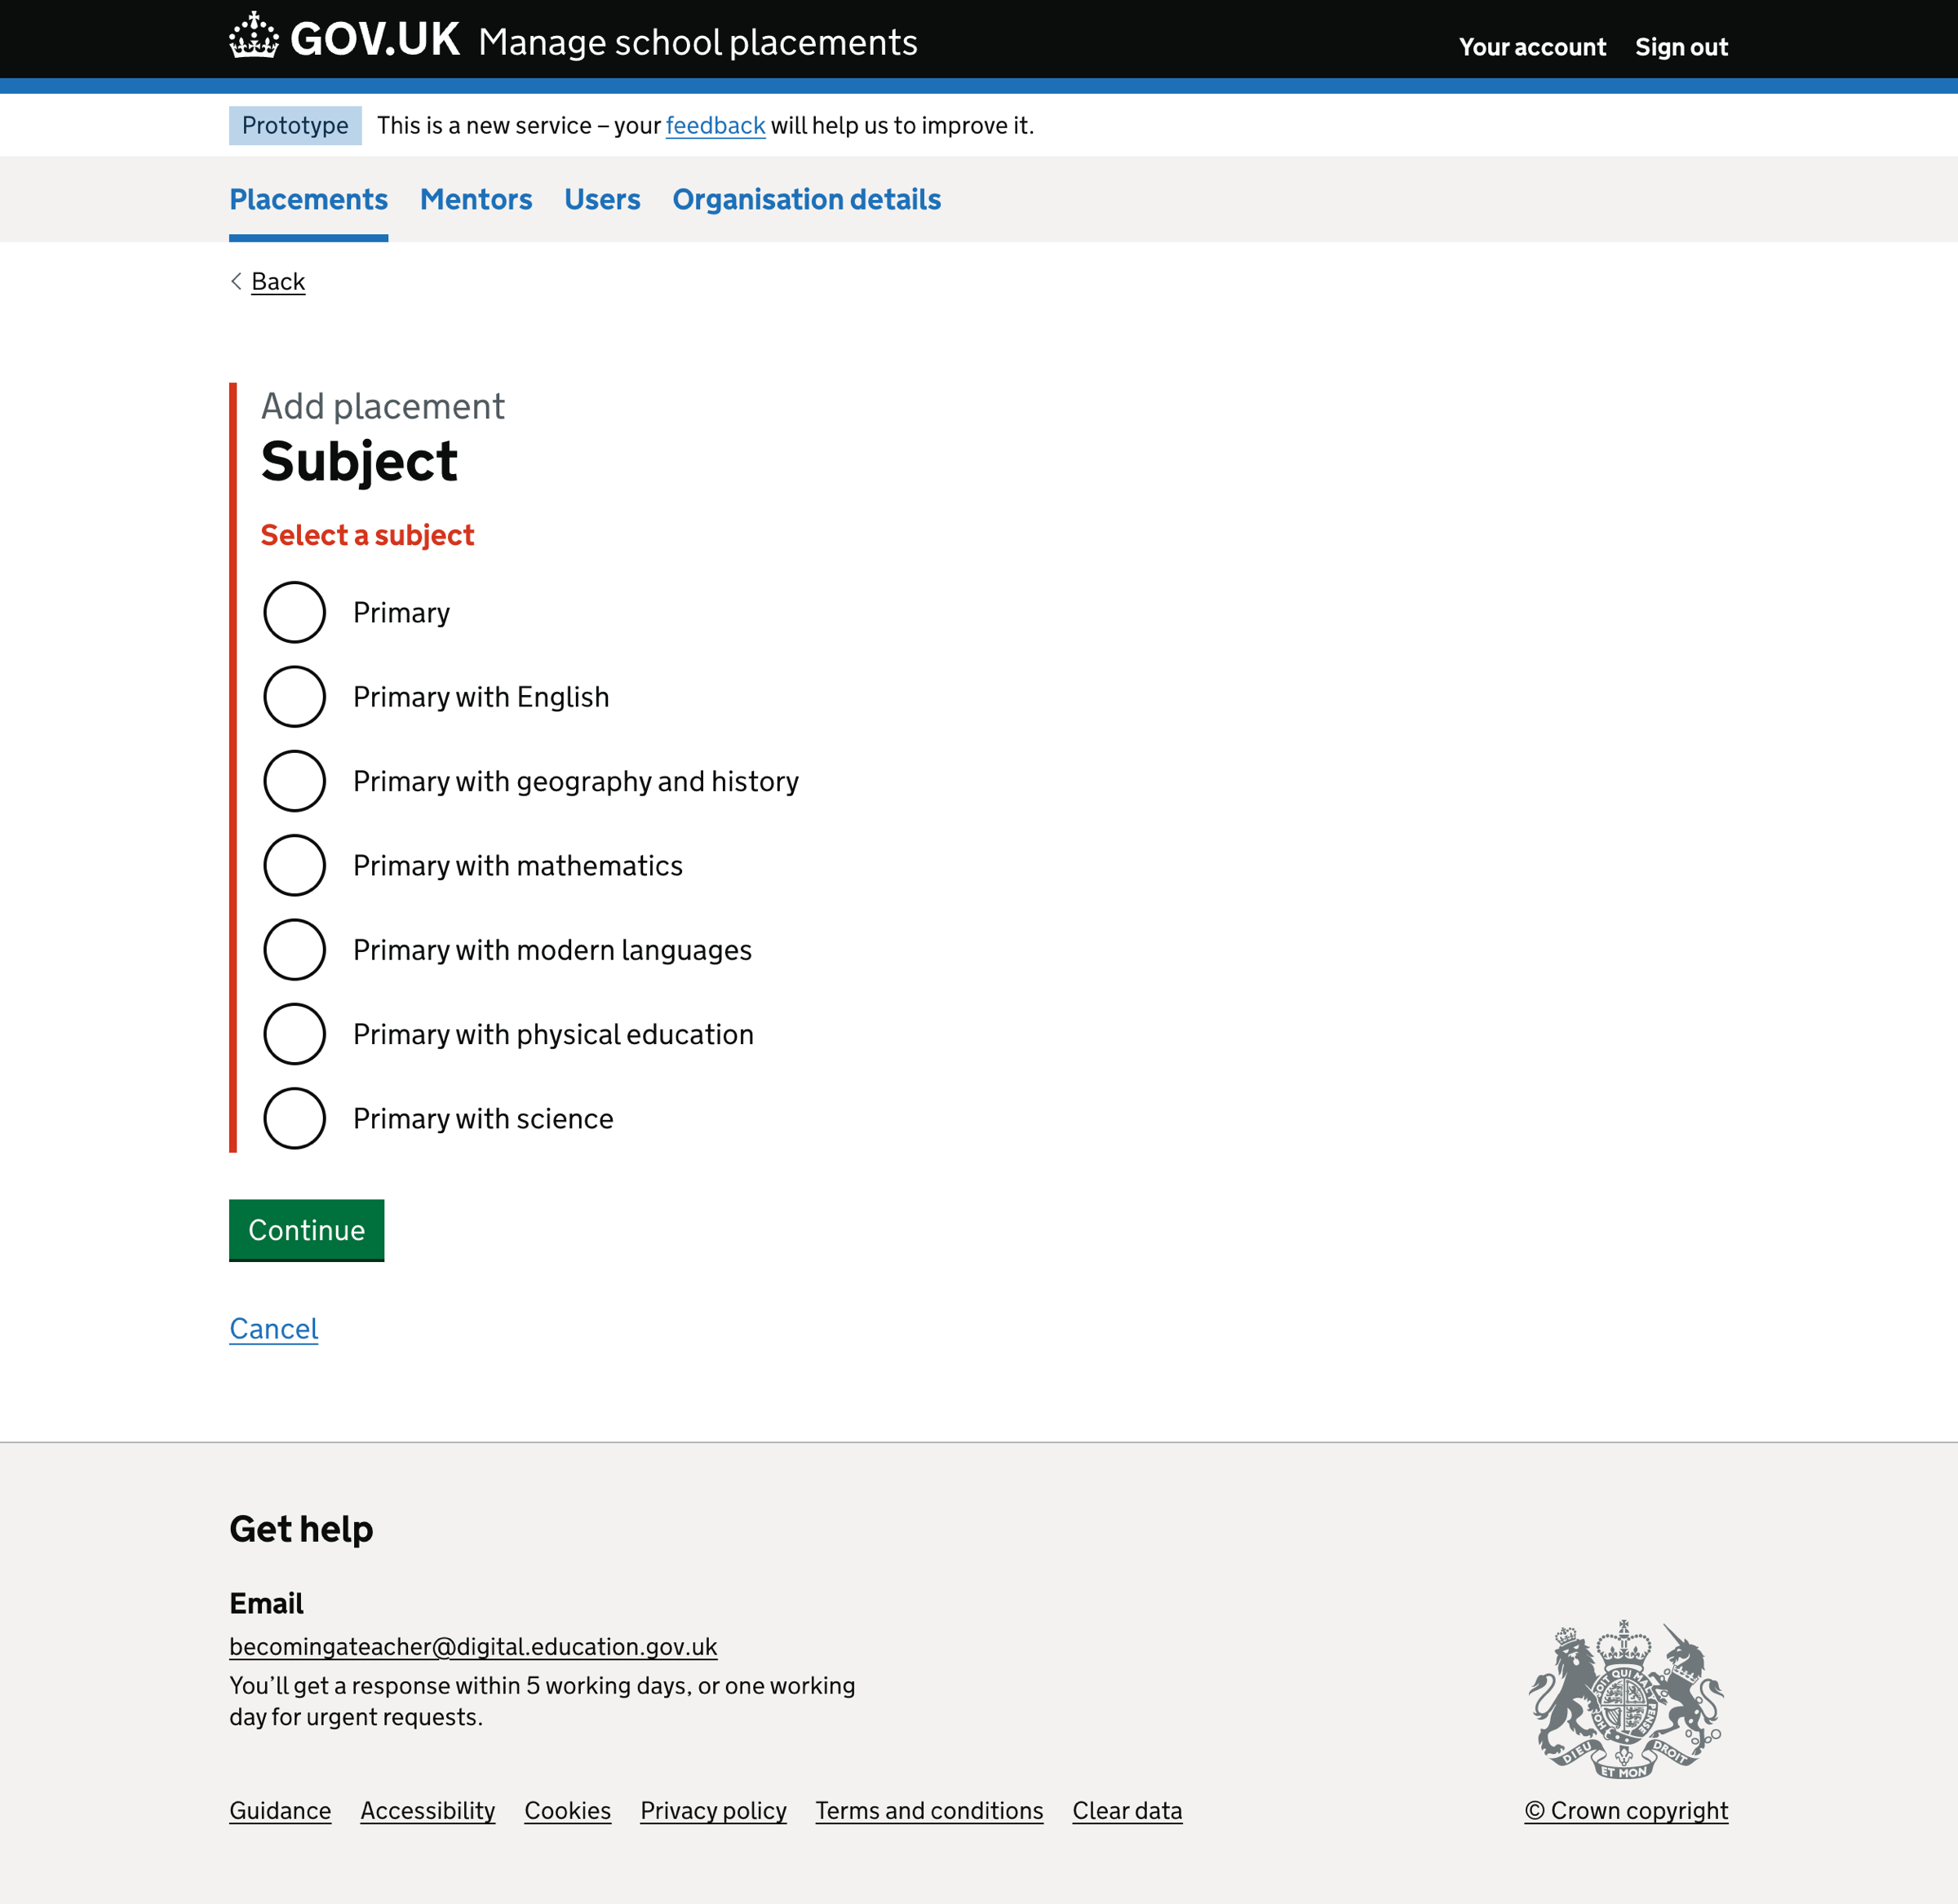 GOV.UK Manage school placements
Your account Sign out
Prototype This is a new service – your feedback will help us to improve it.
Placements Mentors Users Organisation details
Back
Add placement
Subject
Select a subject
Primary
Primary with English
Primary with geography and history
Primary with mathematics
Primary with modern languages
Primary with physical education
Primary with science
Continue
Cancel
Get help
Email
becomingateacher@digital.education.gov.uk
You’ll get a response within 5 working days, or one working
day for urgent requests.
DIEU ET MON DROIT
Guidance Accessibility Cookies Privacy policy Terms and conditions Clear data
© Crown copyright